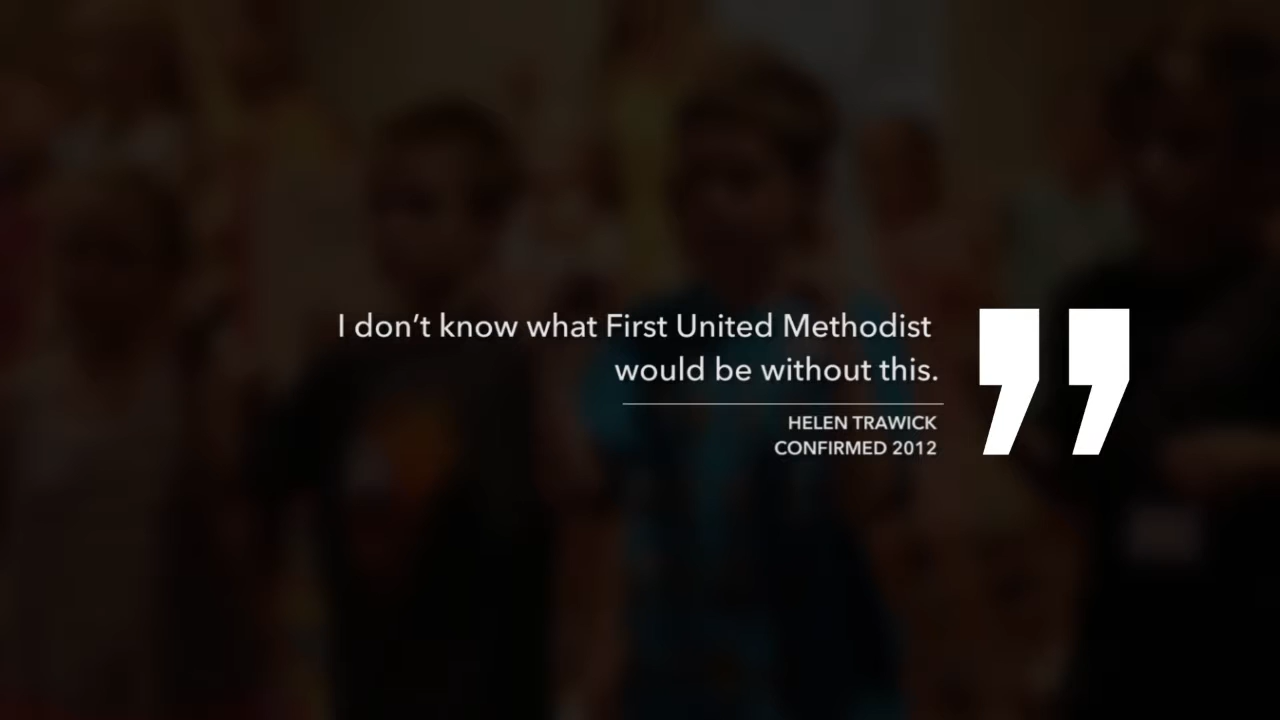 I don’t know what First United Methodist
would be without this.
HELEN TRAWICK
CONFIRMED 2012
”